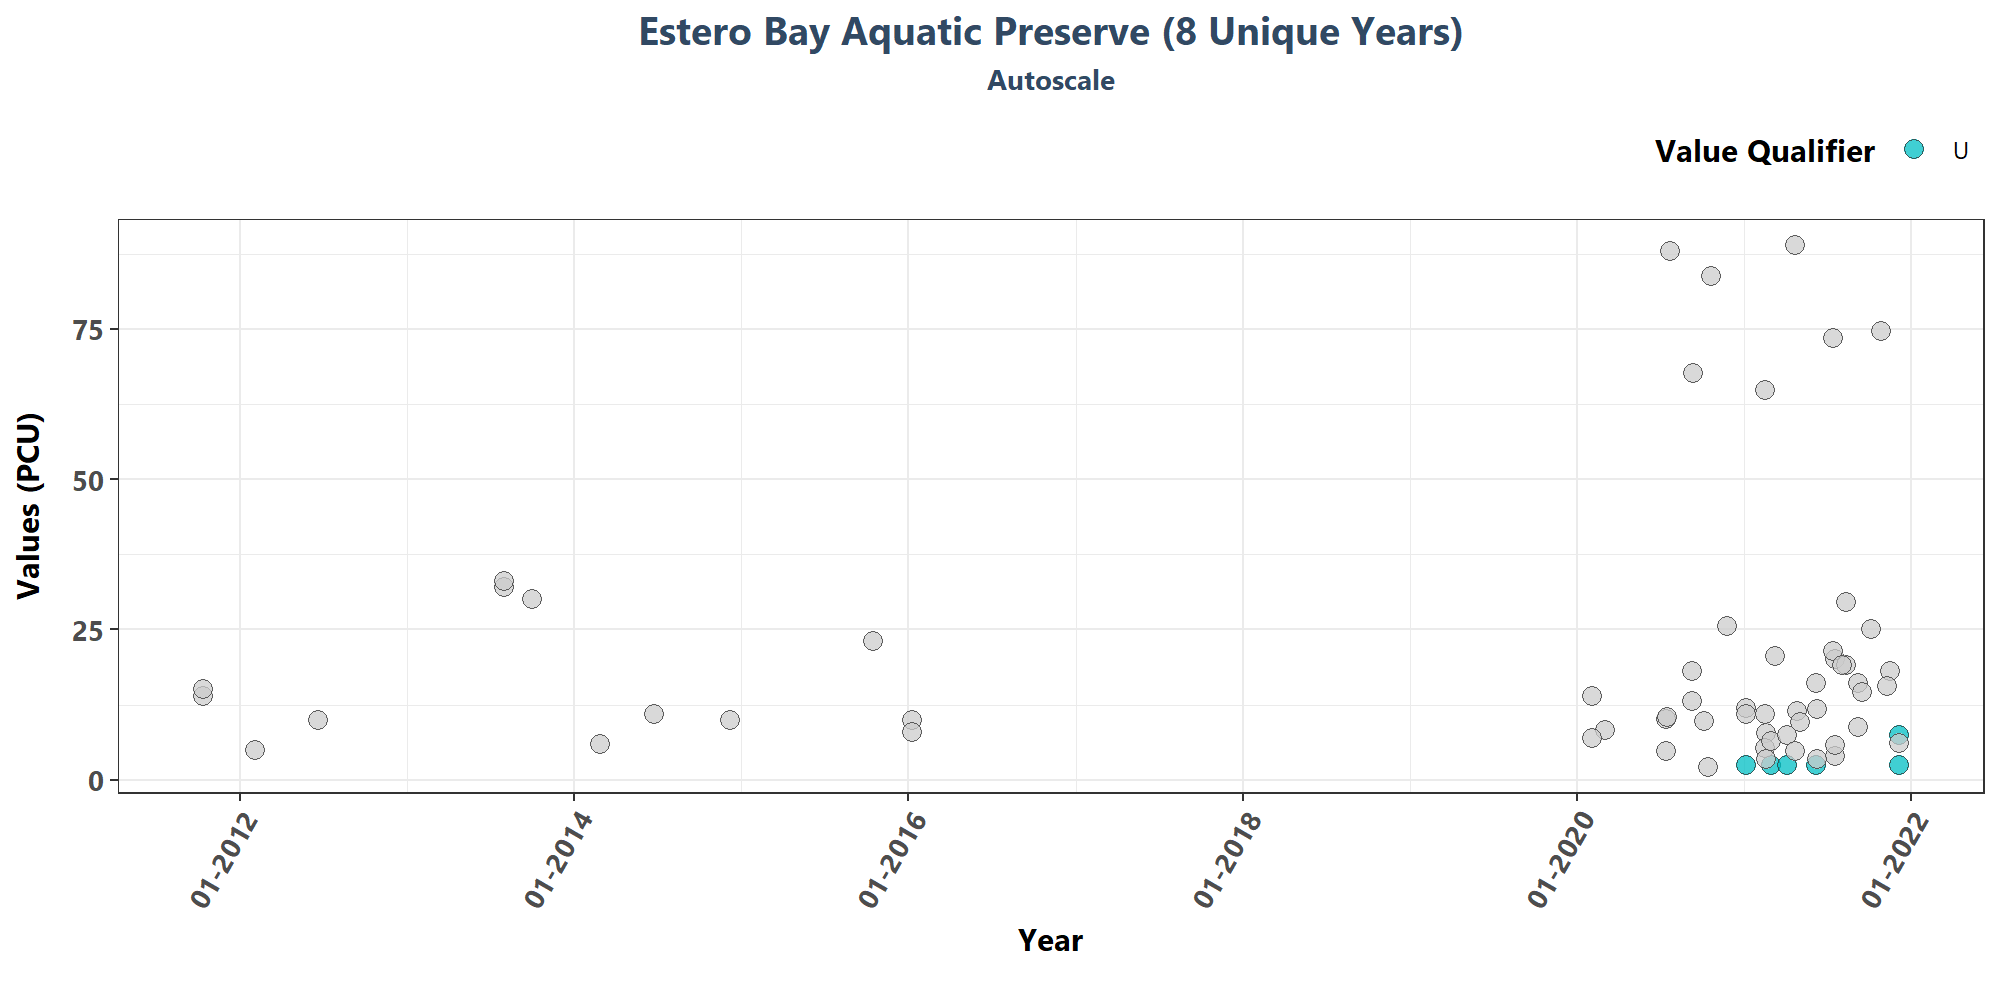 Estero Bay Aquatic Preserve (8 Unique Years)
Autoscale
Value Qualifier U
Values (PCU)
75
50
25
0
01-2012 01-2014 01-2016 01-2018 01-2020 01-2022
Year